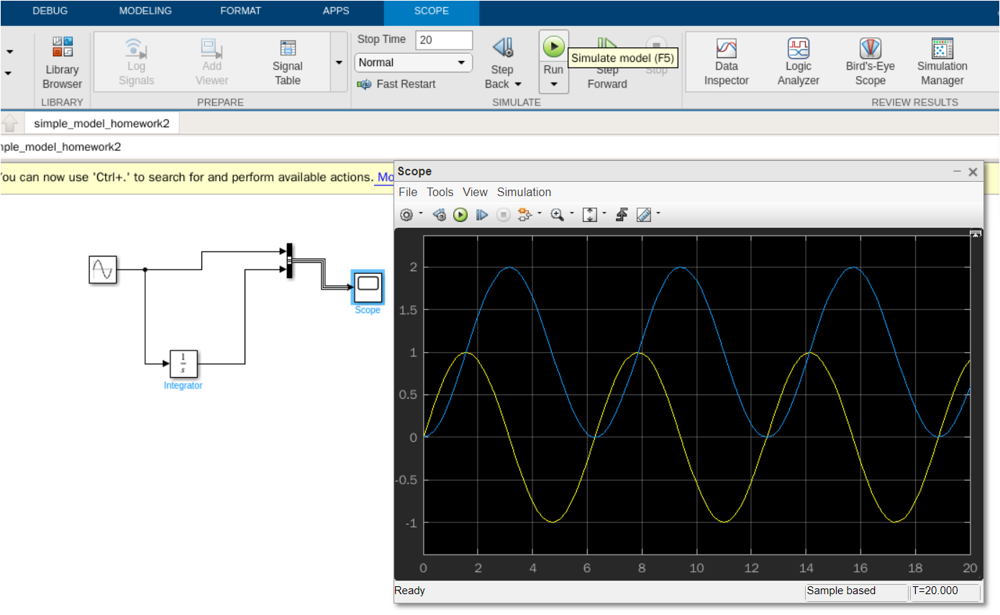 DEBUG MODELING FORMAT APPS SCOPE
Library Browser
Log Signals
Add Viewer
Signal Table
Stop Time 20
Normal
Fast Restart
Step Back
Run
Simulate model (F5)
Step Forward
Stop
Data Inspector
Logic Analyzer
Bird's-Eye Scope
Simulation Manager
LIBRARY PREPARE SIMULATE REVIEW RESULTS
simple_model_homework2
mple_model_homework2
You can now use 'Ctrl+.' to search for and perform available actions. Mo
Scope
File Tools View Simulation
1
s
Integrator
Scope
2
1.5
1
0.5
0
-0.5
-1
0 2 4 6 8 10 12 14 16 18 20
Ready Sample based T=20.000